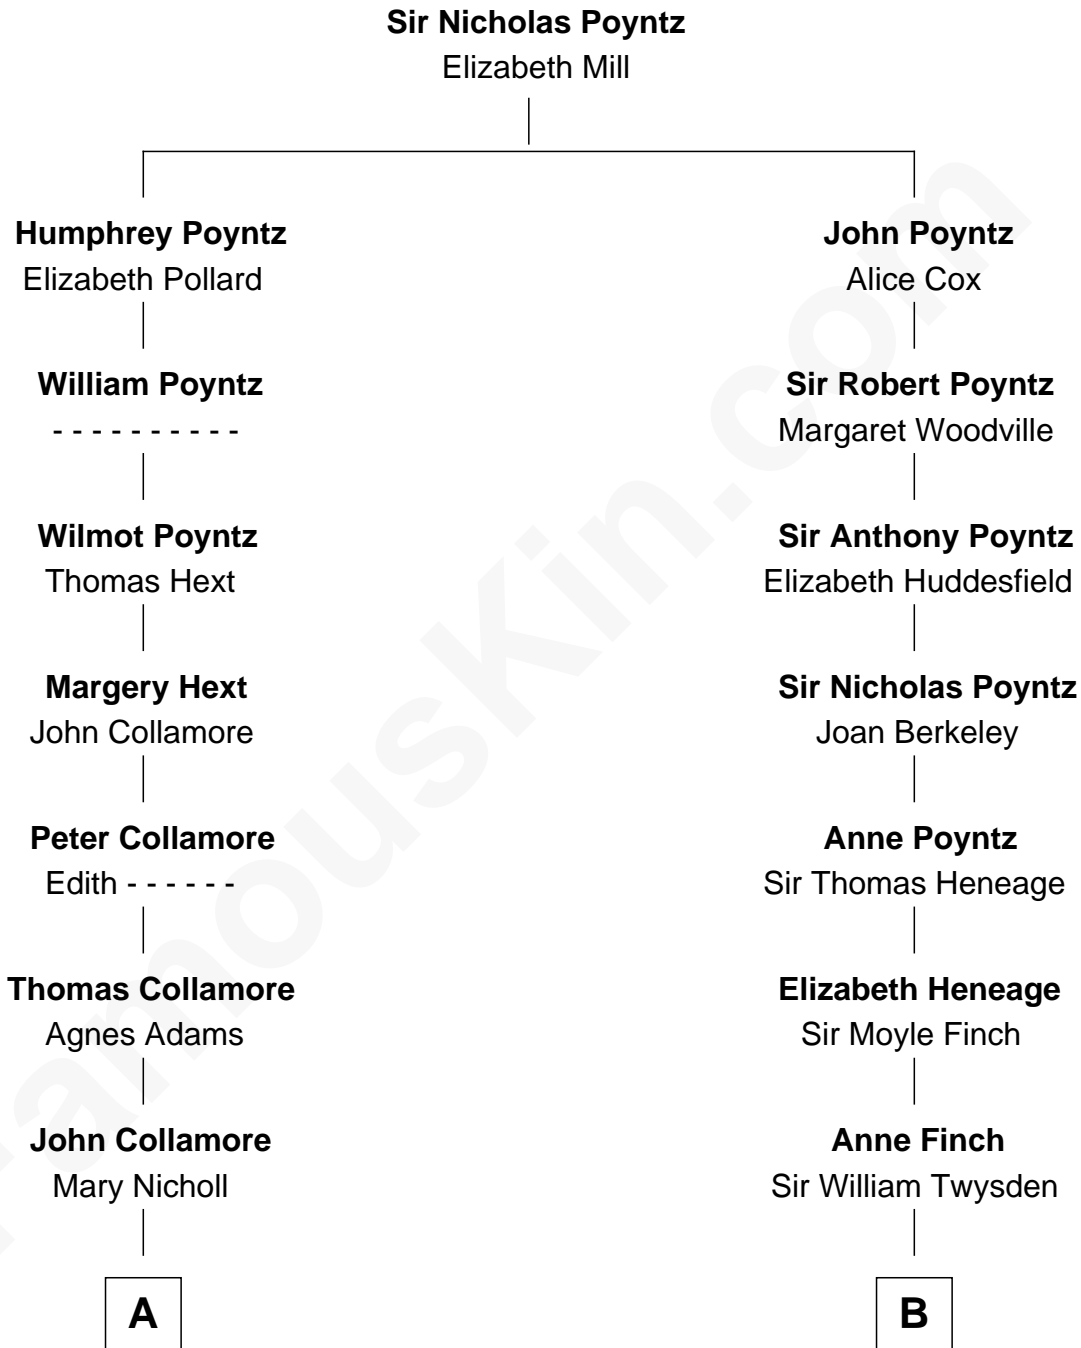 Sir Nicholas Poyntz
Elizabeth Mill
Humphrey Poyntz
Elizabeth Pollard
John Poyntz
Alice Cox
William Poyntz
- - - - - - - - - -
Sir Robert Poyntz
Margaret Woodville
Wilmot Poyntz
Thomas Hext
Sir Anthony Poyntz
Elizabeth Huddesfield
Margery Hext
John Collamore
Sir Nicholas Poyntz
Joan Berkeley
Peter Collamore
Edith - - - - - -
Anne Poyntz
Sir Thomas Heneage
Thomas Collamore
Agnes Adams
Elizabeth Heneage
Sir Moyle Finch
John Collamore
Mary Nicholl
Anne Finch
Sir William Twysden
A
B
FamousKin.com